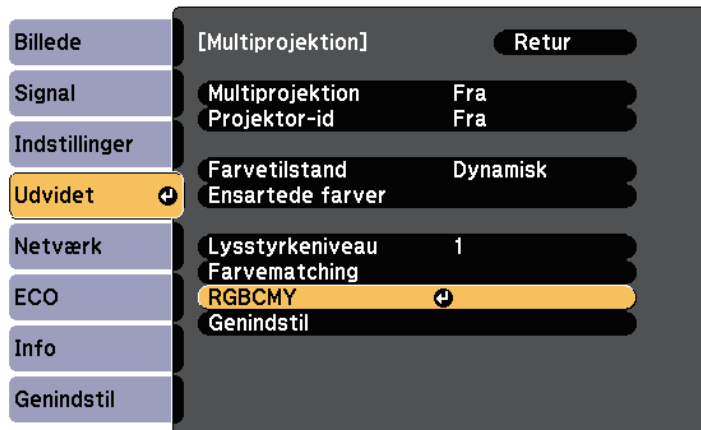 Billede
Signal
Indstillinger
Udvidet
Netværk
ECO
Info
Genindstil
[Multiprojektion] Retur
Multiprojektion Fra
Projektor-id Fra
Farvetilstand Dynamisk
Ensartede farver
Lysstyrkeniveau 1
Farvematching
RGBCMY
Genindstil